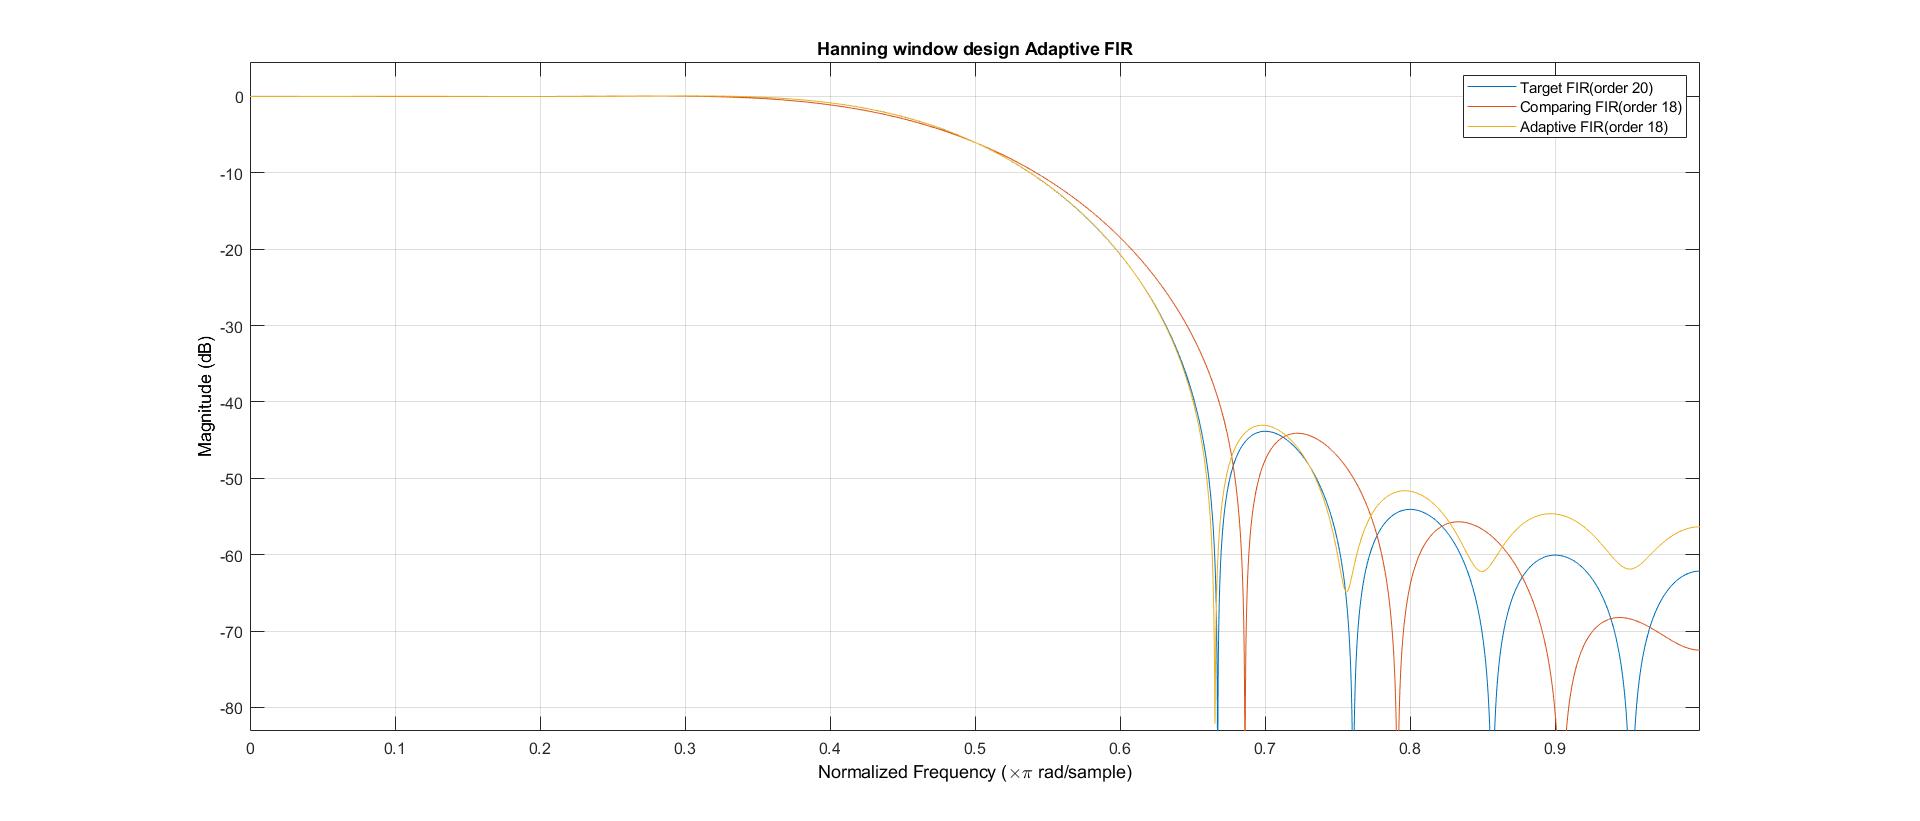 Hanning window design Adaptive FIR
Target FIR(order 20)
Comparing FIR(order 18)
Adaptive FIR(order 18)
Magnitude (dB)
0
-10
-20
-30
-40
-50
-60
-70
-80
0 0.1 0.2 0.3 0.4 0.5 0.6 0.7 0.8 0.9
Normalized Frequency (×π rad/sample)